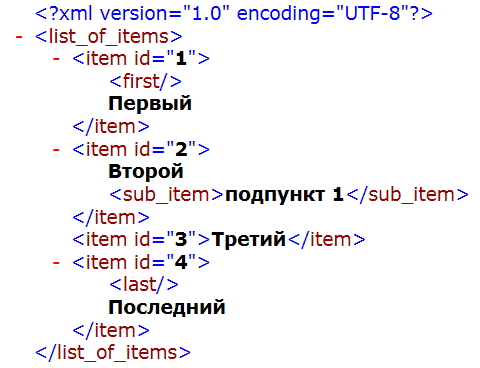 <?xml version="1.0" encoding="UTF-8"?>
- <list_of_items>
- <item id="1">
<first/>
Первый
</item>
- <item id="2">
Второй
<sub_item>подпункт 1</sub_item>
</item>
<item id="3">Третий</item>
- <item id="4">
<last/>
Последний
</item>
</list_of_items>